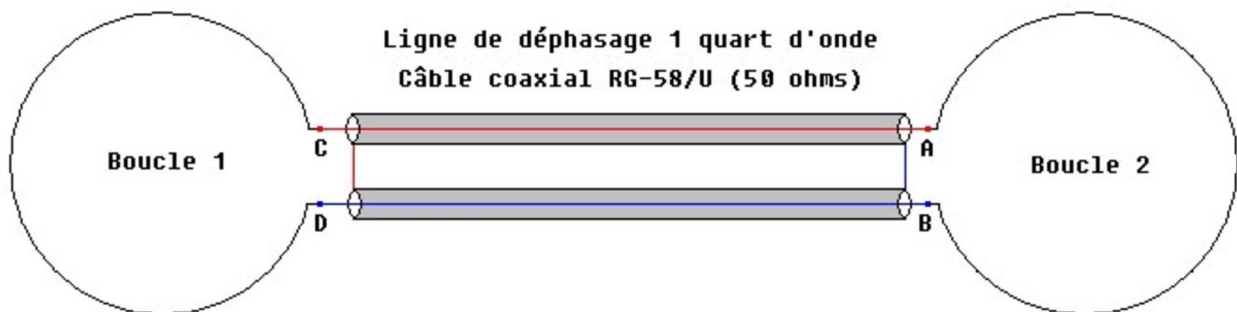 Ligne de déphasage 1 quart d'onde
Câble coaxial RG-58/U (50 ohms)
Boucle 1
C
A
Boucle 2
D
B